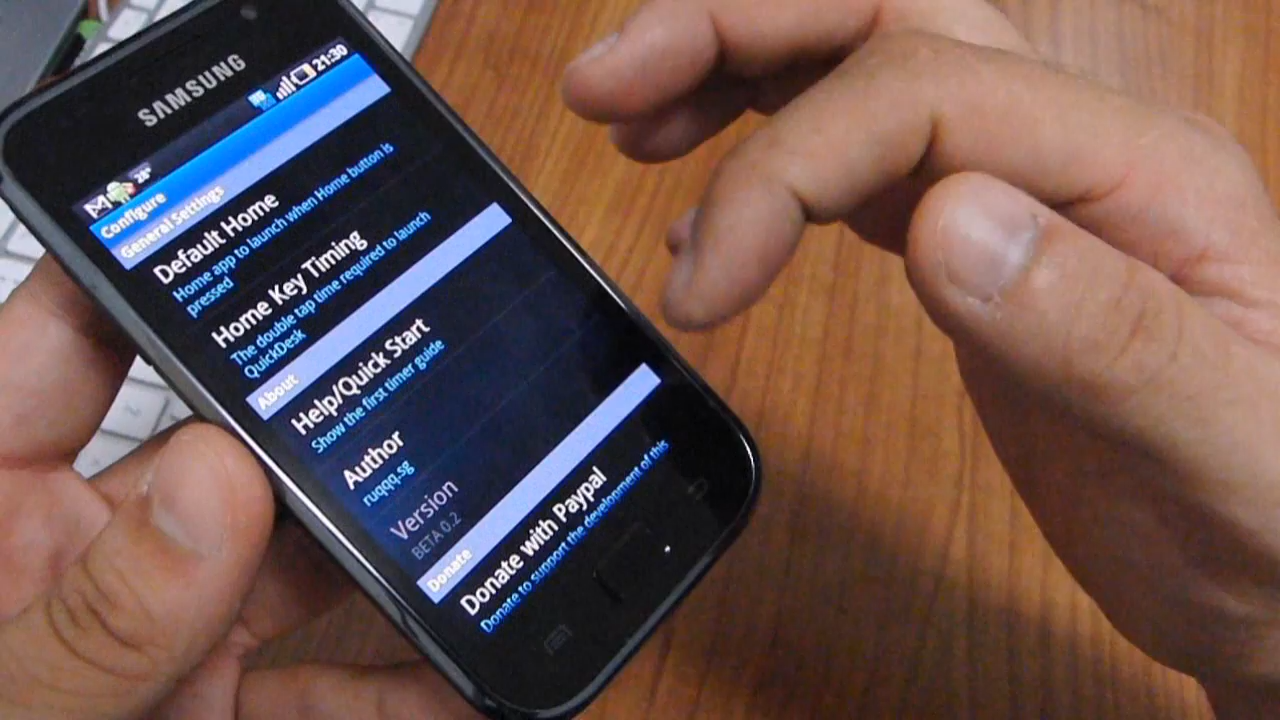 SAMSUNG
28° 21:30
Configure
General Settings
Default Home
Home app to launch when Home button is
pressed
Home Key Timing
The double tap time required to launch
QuickDesk
About
Help/Quick Start
Show the first timer guide
Author
ruqqq.sg
Version
BETA 0.2
Donate
Donate with Paypal
Donate to support the development of this